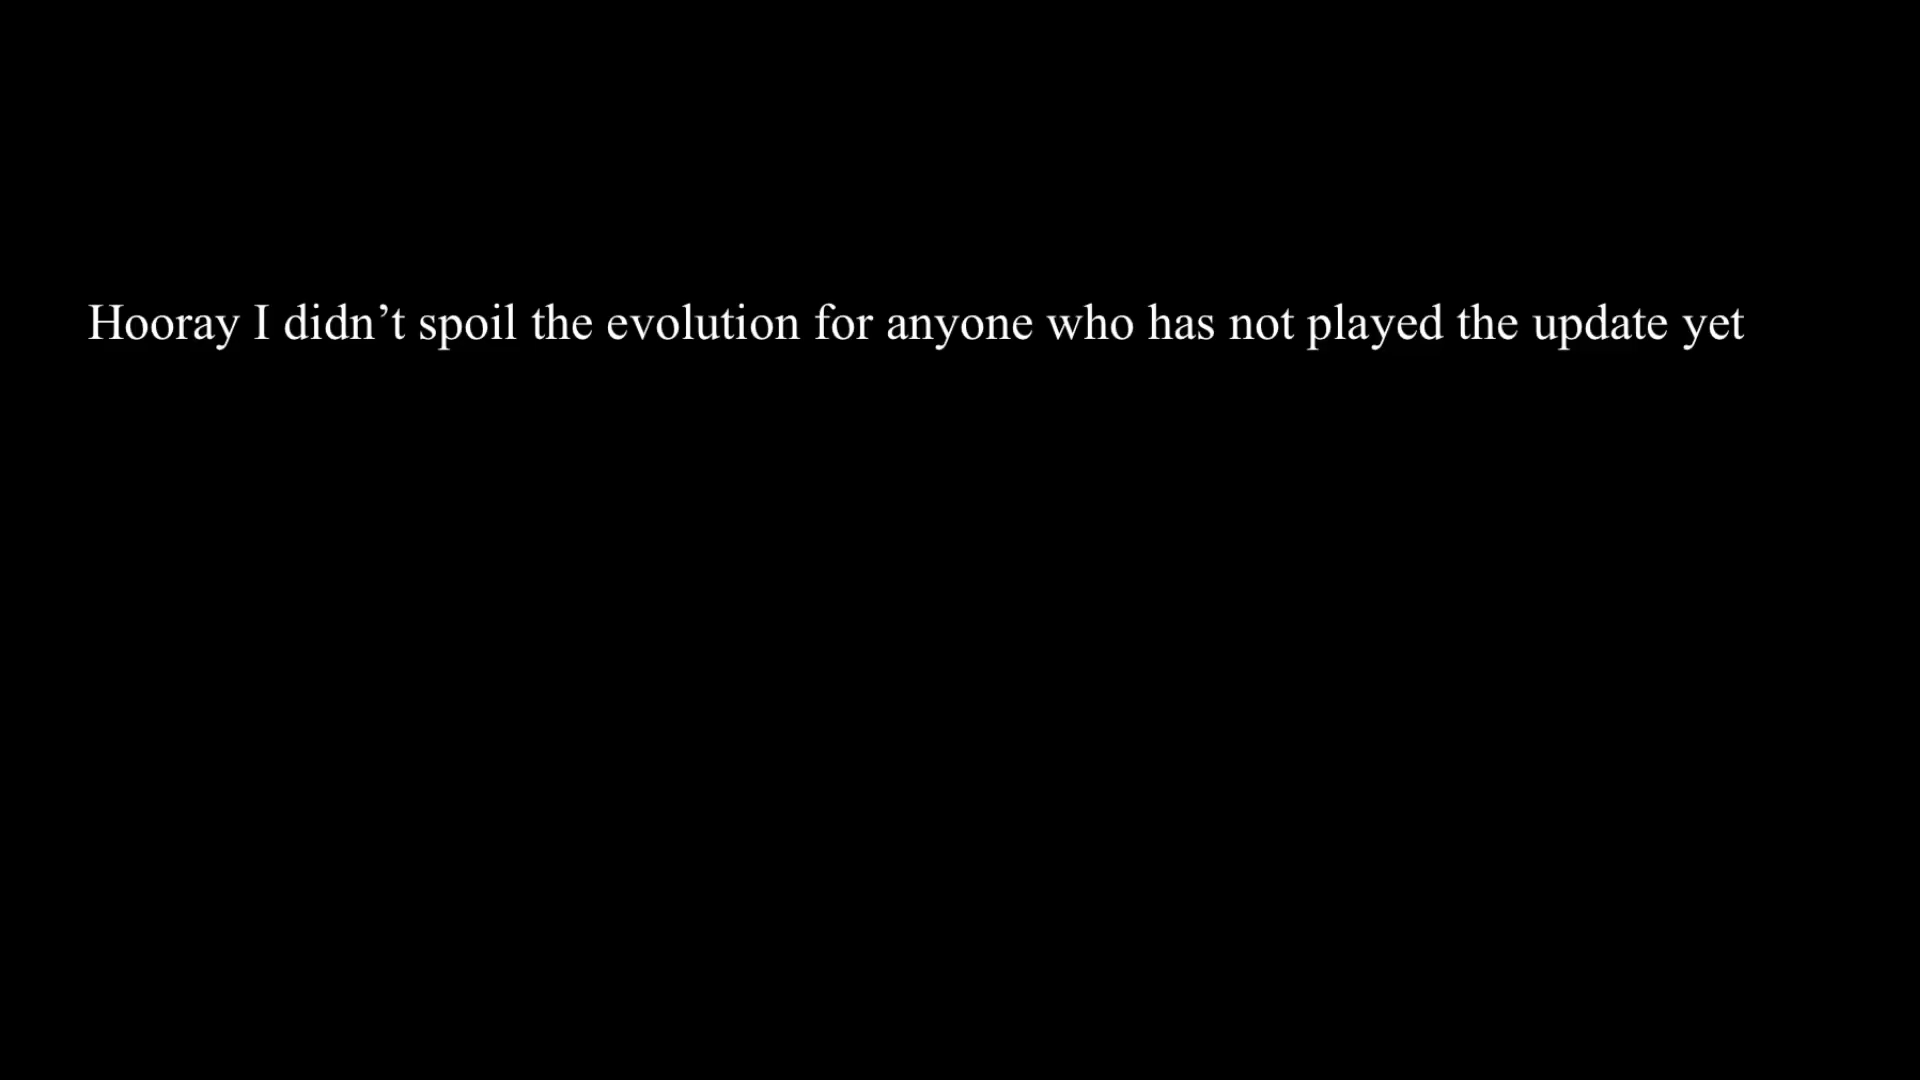 Hooray I didn’t spoil the evolution for anyone who has not played the update yet